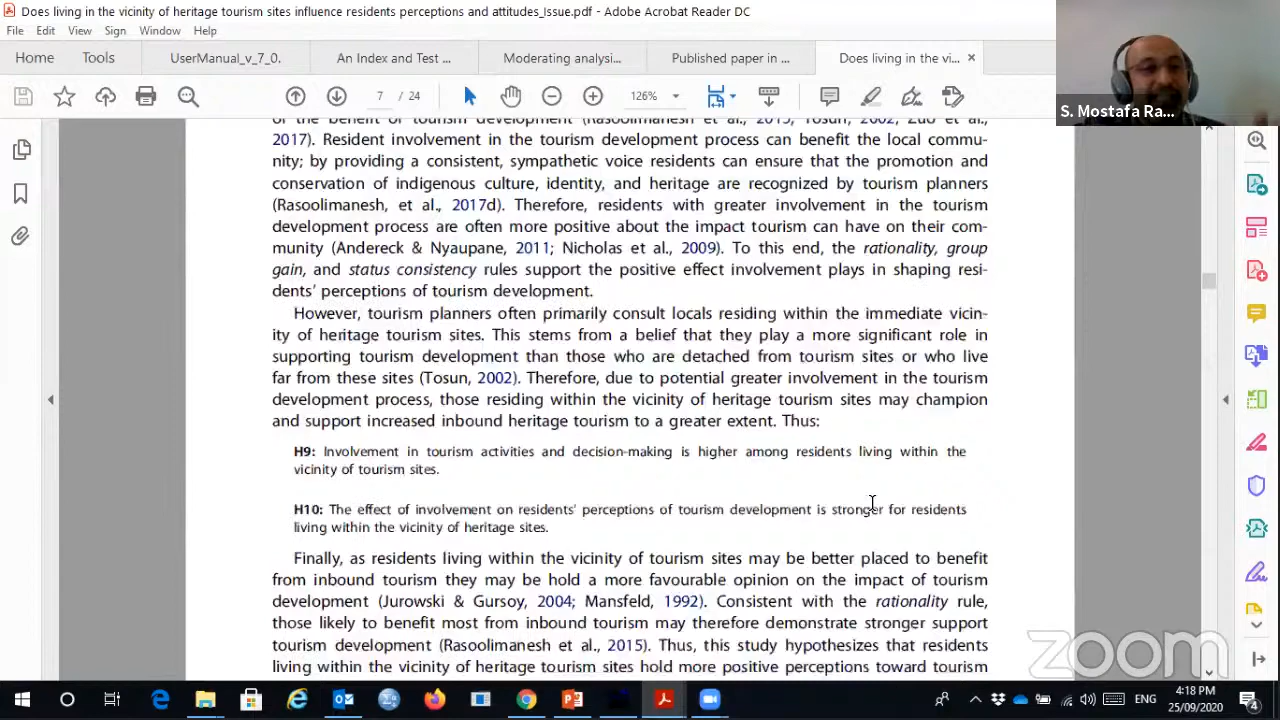 Does living in the vicinity of heritage tourism sites influence residents perceptions and attitudes_issue.pdf - Adobe Acrobat Reader DC
File Edit View Sign Window Help
Home Tools UserManual_v_7_0. An Index and Test ... Moderating analysi... Published paper in ... Does living in the vi... ×
7 / 24 126%
S. Mostafa Ra...
of the benefit of tourism development (Rasoolimanesh et al., 2015; Tosun, 2002; Zuo et al.,
2017). Resident involvement in the tourism development process can benefit the local commu-
nity; by providing a consistent, sympathetic voice residents can ensure that the promotion and
conservation of indigenous culture, identity, and heritage are recognized by tourism planners
(Rasoolimanesh, et al., 2017d). Therefore, residents with greater involvement in the tourism
development process are often more positive about the impact tourism can have on their com-
munity (Andereck & Nyaupane, 2011; Nicholas et al., 2009). To this end, the rationality, group
gain, and status consistency rules support the positive effect involvement plays in shaping resi-
dents' perceptions of tourism development.
However, tourism planners often primarily consult locals residing within the immediate vicin-
ity of heritage tourism sites. This stems from a belief that they play a more significant role in
supporting tourism development than those who are detached from tourism sites or who live
far from these sites (Tosun, 2002). Therefore, due to potential greater involvement in the tourism
development process, those residing within the vicinity of heritage tourism sites may champion
and support increased inbound heritage tourism to a greater extent. Thus:
H9: Involvement in tourism activities and decision-making is higher among residents living within the
vicinity of tourism sites.
H10: The effect of involvement on residents' perceptions of tourism development is stronger for residents
living within the vicinity of heritage sites.
Finally, as residents living within the vicinity of tourism sites may be better placed to benefit
from inbound tourism they may be hold a more favourable opinion on the impact of tourism
development (Jurowski & Gursoy, 2004; Mansfeld, 1992). Consistent with the rationality rule,
those likely to benefit most from inbound tourism may therefore demonstrate stronger support
tourism development (Rasoolimanesh et al., 2015). Thus, this study hypothesizes that residents
living within the vicinity of heritage tourism sites hold more positive perceptions toward tourism
zoom
ENG
4:18 PM
25/09/2020
4